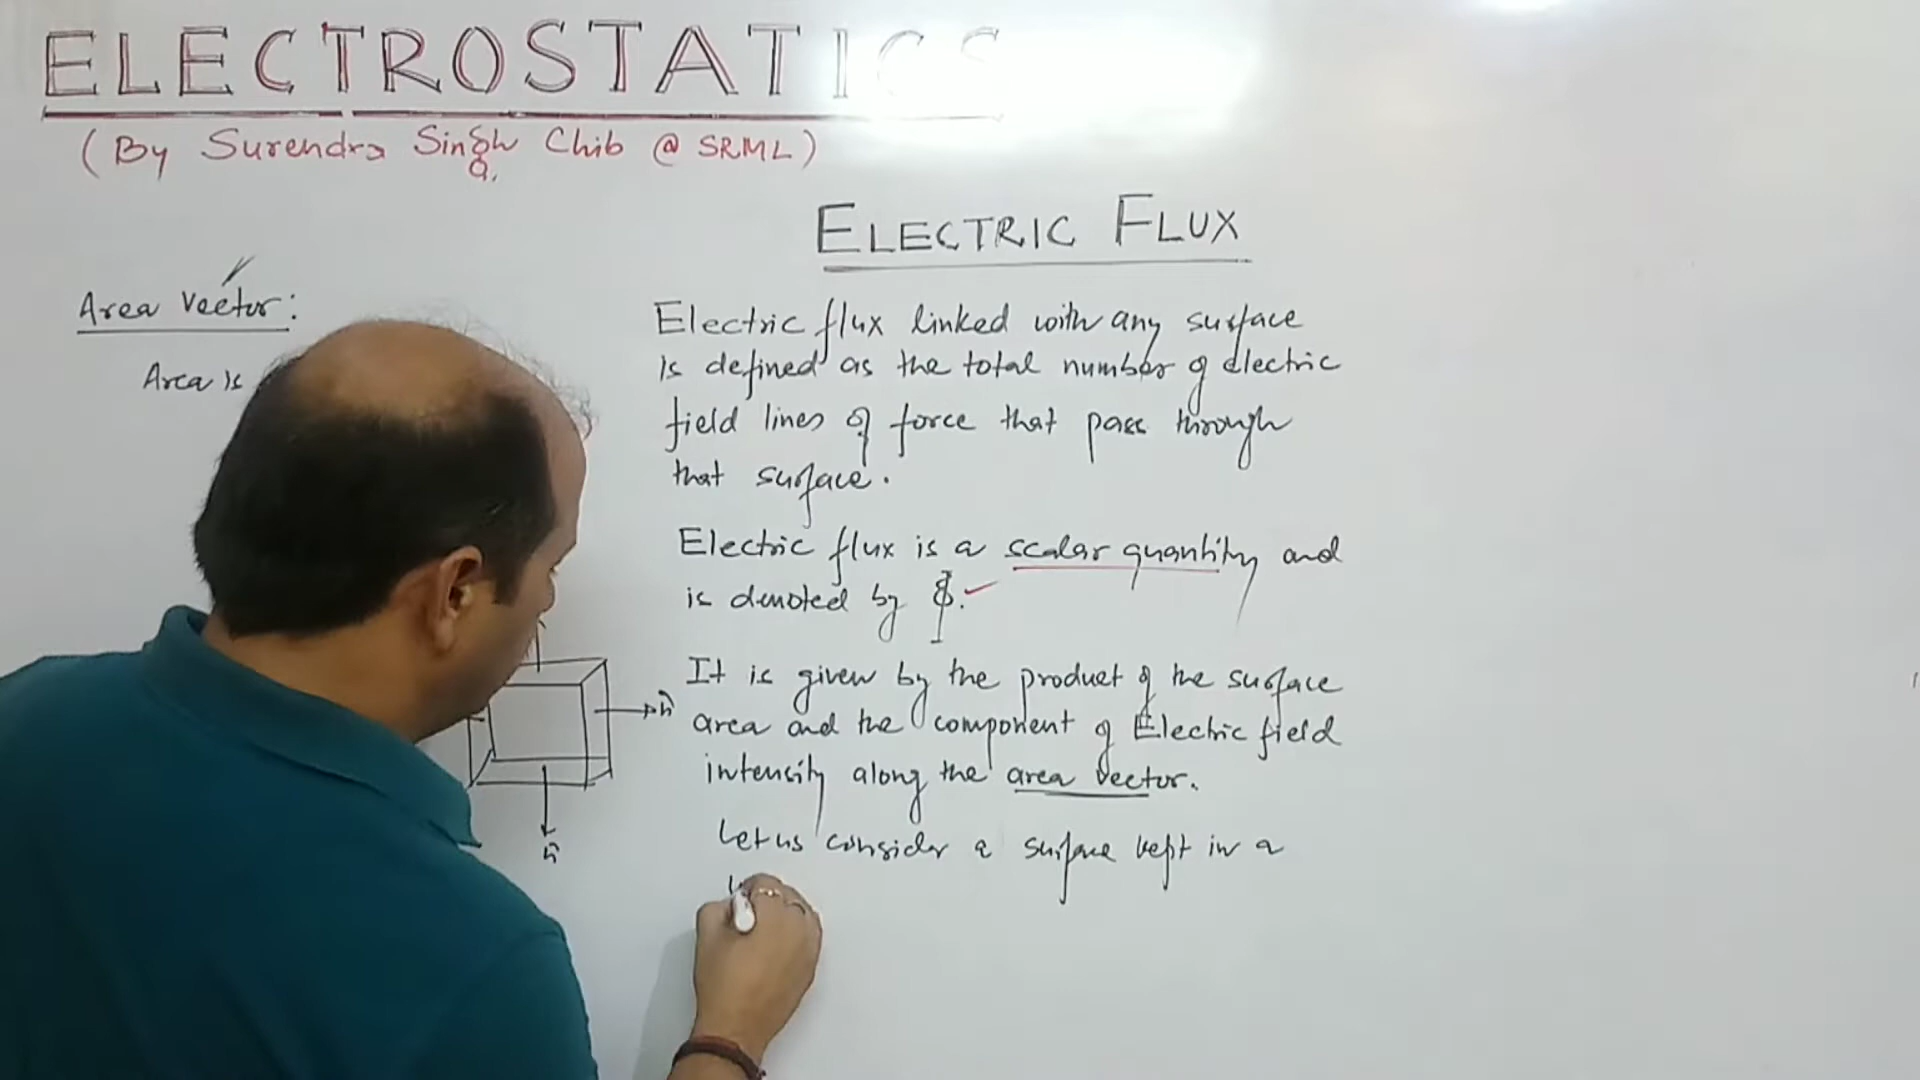 ELECTROSTATICS
(By Surendra Singh Chib @ SRML)
ELECTRIC FLUX
Area Vector:
Area is
n̂
n̂
Electric flux linked with any surface
is defined as the total number of electric
field lines of force that pass through
that surface.
Electric flux is a scalar quantity and
is denoted by ϕ.
It is given by the product of the surface
area and the component of Electric field
intensity along the area vector.
Let us consider a surface kept in a